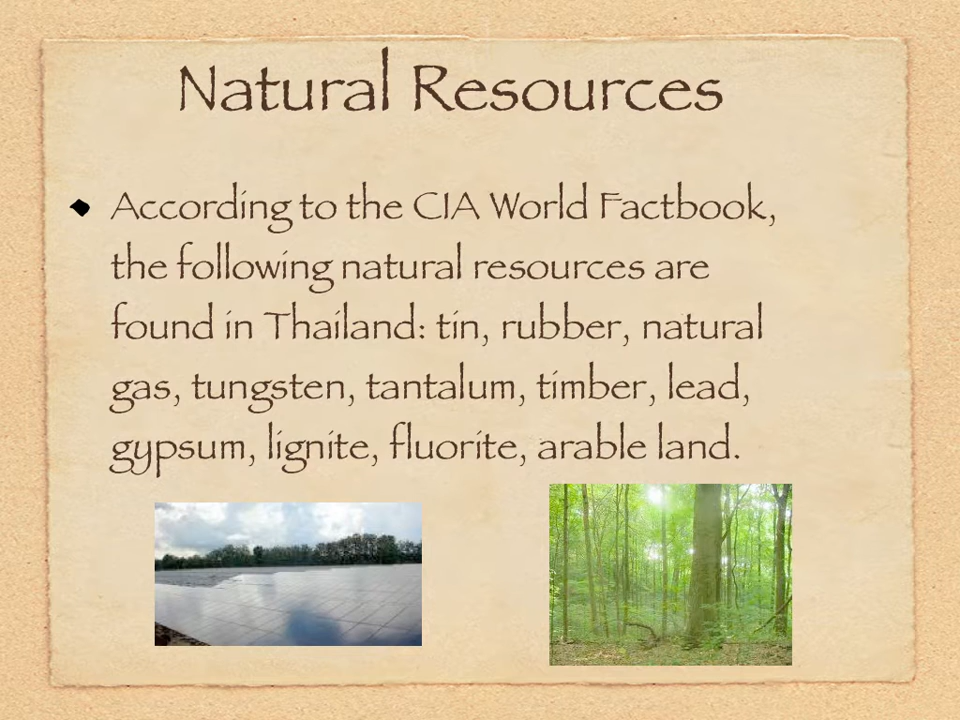 Natural Resources
According to the CIA World Factbook,
the following natural resources are
found in Thailand: tin, rubber, natural
gas, tungsten, tantalum, timber, lead,
gypsum, lignite, fluorite, arable land.